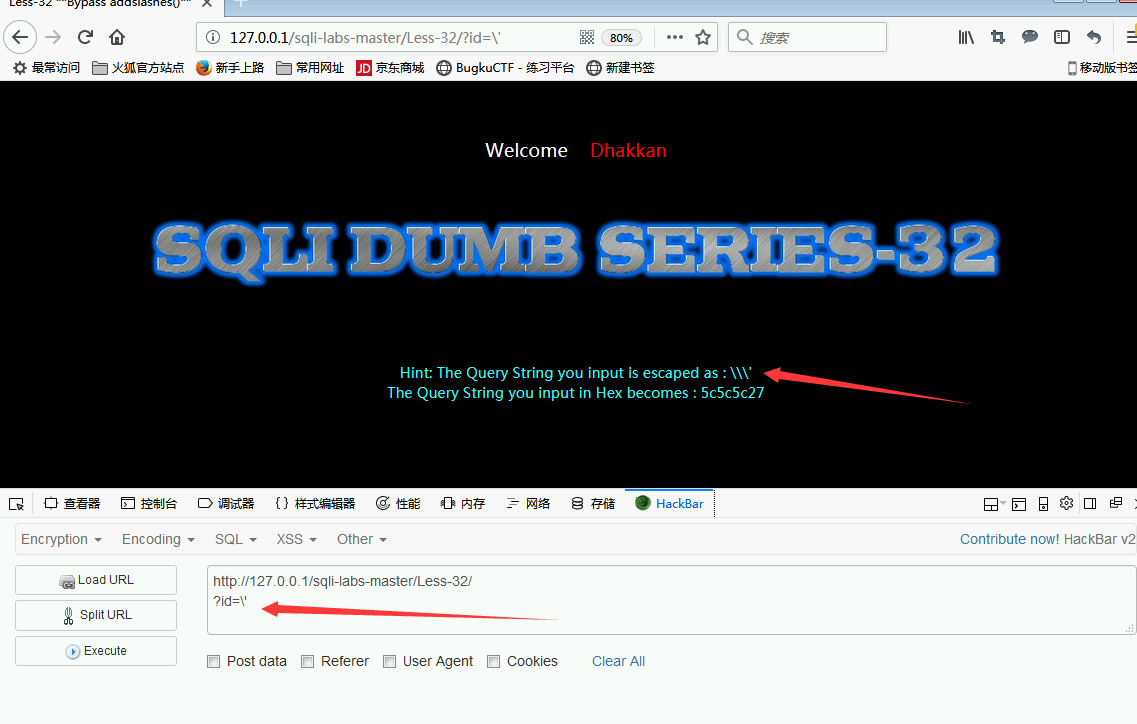 Less-32 **Bypass addslashes()**
127.0.0.1/sqli-labs-master/Less-32/?id=\' 80% 搜索
最常访问 火狐官方站点 新手上路 常用网址 JD 京东商城 BugkuCTF - 练习平台 新建书签 移动版书签
Welcome Dhakkan
SQLI DUMB SERIES-32
Hint: The Query String you input is escaped as : \\\'
The Query String you input in Hex becomes : 5c5c5c27
查看器 控制台 调试器 样式编辑器 性能 内存 网络 存储 HackBar
Encryption Encoding SQL XSS Other Contribute now! HackBar v2
Load URL http://127.0.0.1/sqli-labs-master/Less-32/
?id=\'
Split URL
Execute
Post data Referer User Agent Cookies Clear All